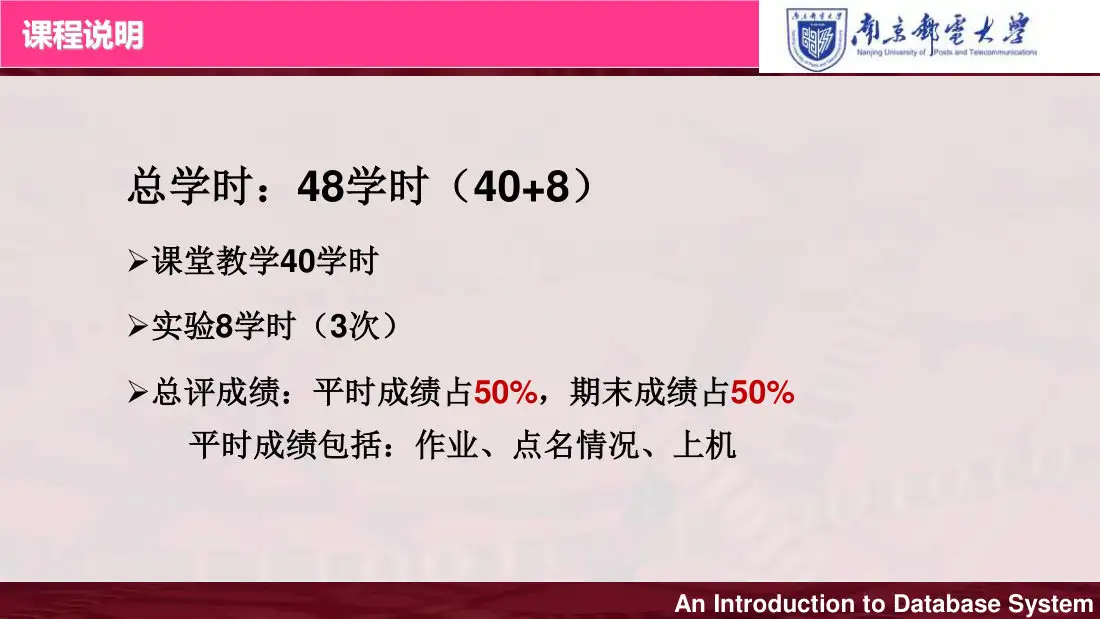 课程说明
南京邮电大学
Nanjing University of Posts and Telecommunications
总学时：48学时（40+8）
➢课堂教学40学时
➢实验8学时（3次）
➢总评成绩：平时成绩占50%，期末成绩占50%
平时成绩包括：作业、点名情况、上机
An Introduction to Database System